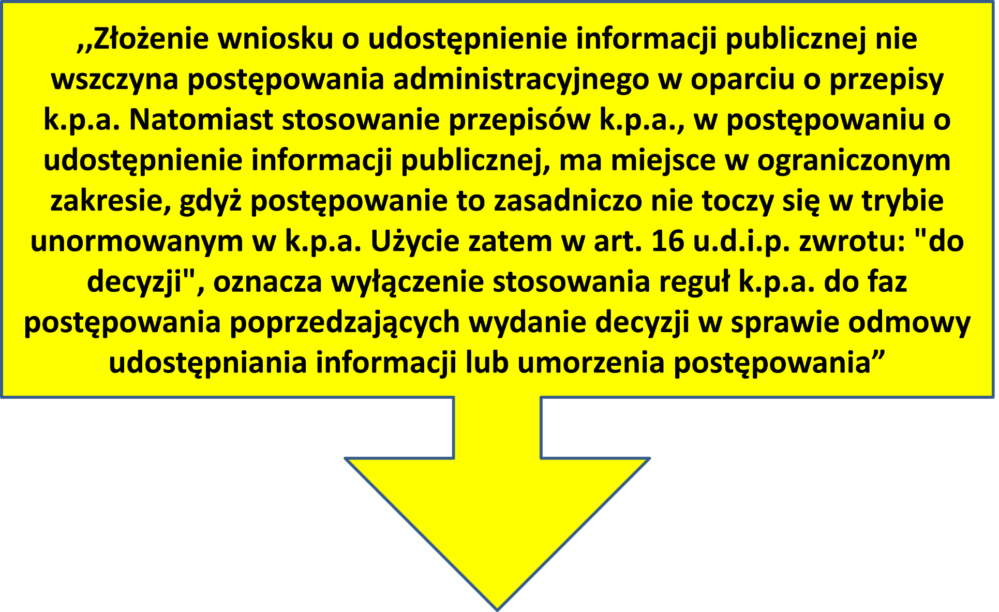 ,,Złożenie wniosku o udostępnienie informacji publicznej nie
wszczyna postępowania administracyjnego w oparciu o przepisy
k.p.a. Natomiast stosowanie przepisów k.p.a., w postępowaniu o
udostępnienie informacji publicznej, ma miejsce w ograniczonym
zakresie, gdyż postępowanie to zasadniczo nie toczy się w trybie
unormowanym w k.p.a. Użycie zatem w art. 16 u.d.i.p. zwrotu: "do
decyzji", oznacza wyłączenie stosowania reguł k.p.a. do faz
postępowania poprzedzających wydanie decyzji w sprawie odmowy
udostępniania informacji lub umorzenia postępowania”